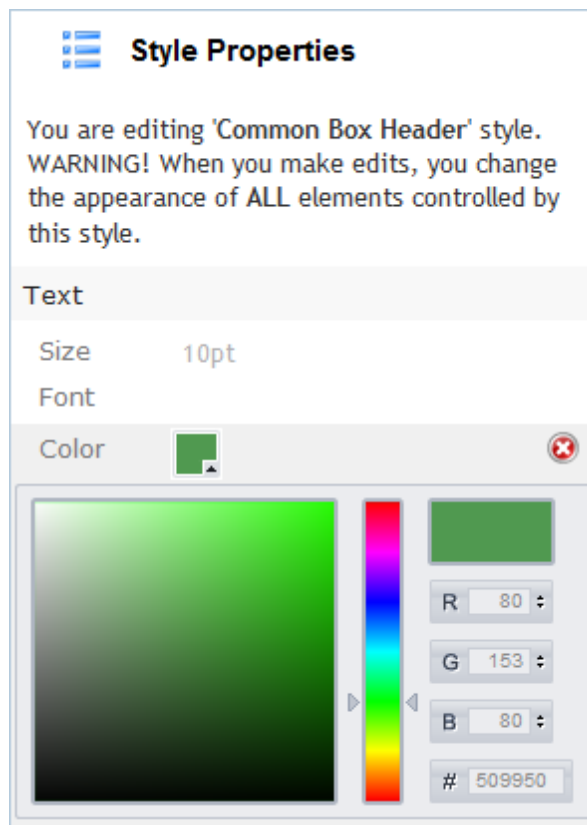 Style Properties
You are editing 'Common Box Header' style.
WARNING! When you make edits, you change
the appearance of ALL elements controlled by
this style.
Text
Size 10pt
Font
Color
R 80
G 153
B 80
# 509950